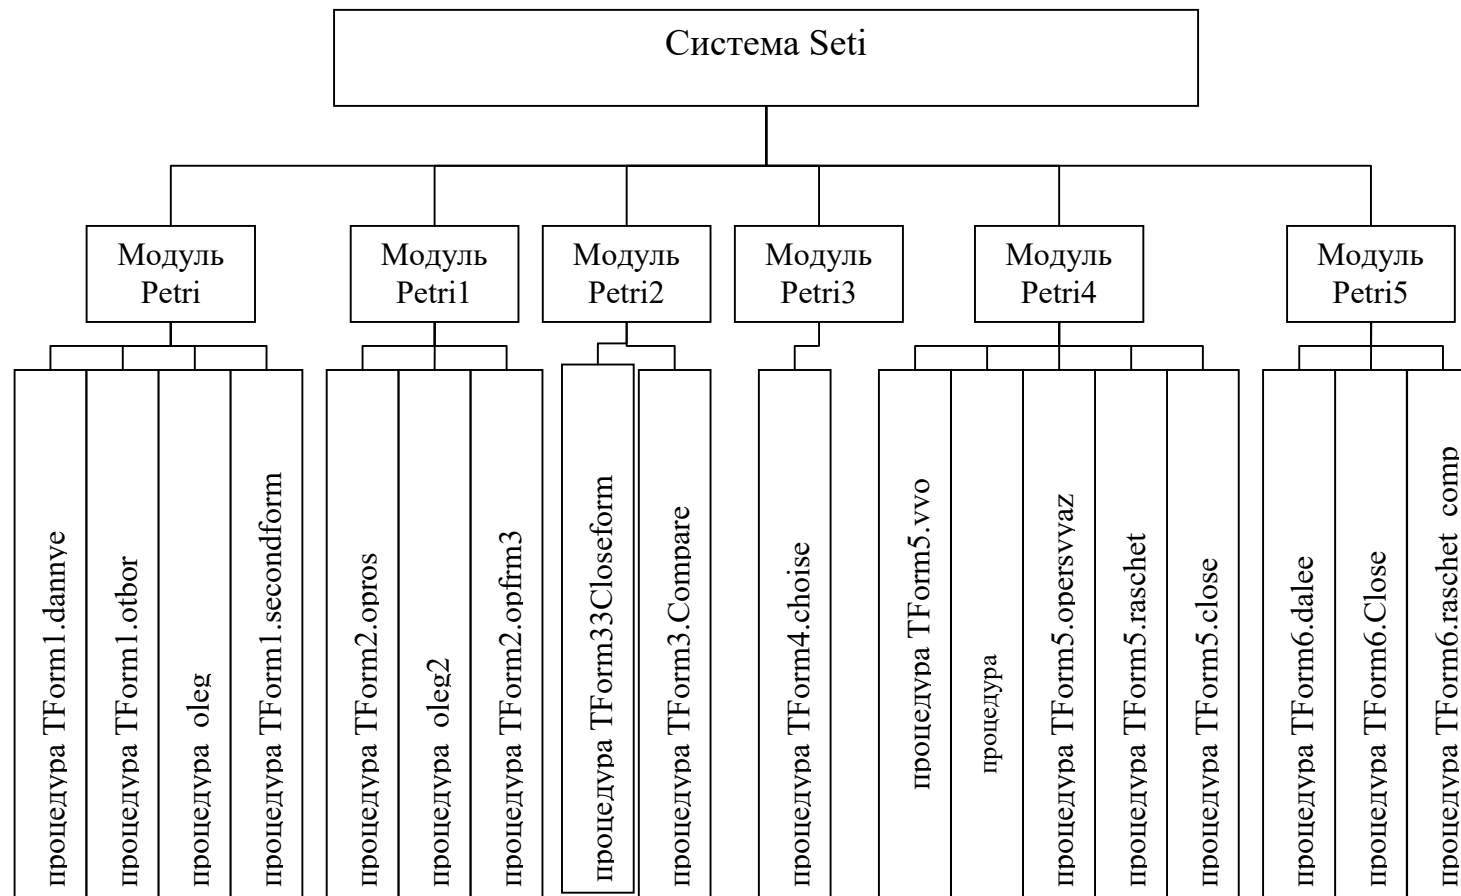 Система Seti
Модуль
Petri
Модуль
Petri1
Модуль
Petri2
Модуль
Petri3
Модуль
Petri4
Модуль
Petri5
процедура TForm1.dannye
процедура TForm1.otbor
процедура oleg
процедура TForm1.secondform
процедура TForm2.opros
процедура oleg2
процедура TForm2.opfrm3
процедура TForm33Closeform
процедура TForm3.Compare
процедура TForm4.choise
процедура TForm5.vvo
процедура
процедура TForm5.opersvyaz
процедура TForm5.raschet
процедура TForm5.close
процедура TForm6.dalee
процедура TForm6.Close
процедура TForm6.raschet comp